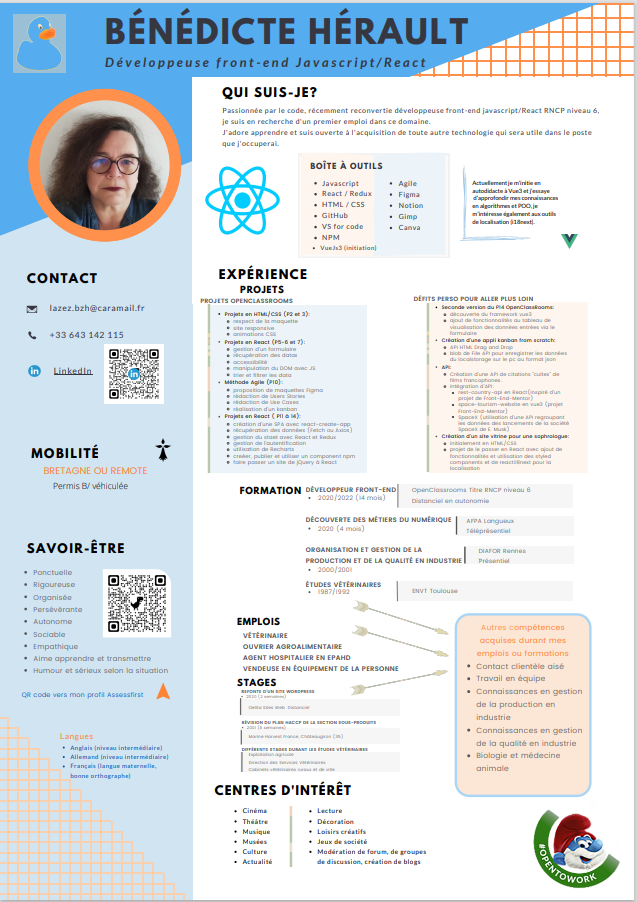 BÉNÉDICTE HÉRAULT
Développeuse front-end Javascript/React
QUI SUIS-JE?
Passionnée par le code, récemment reconvertie développeuse front-end javascript/React RNCP niveau 6,
je suis en recherche d'un premier emploi dans ce domaine.
J'adore apprendre et suis ouverte à l'acquisition de toute autre technologie qui sera utile dans le poste
que j'occuperai.
BOÎTE À OUTILS
Javascript
React / Redux
HTML / CSS
GitHub
VS for code
NPM
VueJs3 (initiation)
Agile
Figma
Notion
Gimp
Canva
Actuellement je m'initie en
autodidacte à Vue3 et j'essaye
d'approfondir mes connaissances
en algorithmes et POO, je
m'intéresse également aux outils
de localisation (i18next).
CONTACT
lazez.bzh@caramail.fr
+33 643 142 115
LinkedIn
MOBILITÉ
BRETAGNE OU REMOTE
Permis B/ véhiculée
SAVOIR-ÊTRE
Ponctuelle
Rigoureuse
Organisée
Persévérante
Autonome
Sociable
Empathique
Aime apprendre et transmettre
Humour et sérieux selon la situation
QR code vers mon profil Assessfirst
Langues
Anglais (niveau intermédiaire)
Allemand (niveau intermédiaire)
Français (langue maternelle,
bonne orthographe)
EXPÉRIENCE
PROJETS
PROJETS OPENCLASSROOMS
Projets en HTML/CSS (P2 et 3):
respect de la maquette
site responsive
animations CSS
Projets en React (P5-6 et 7):
gestion d'un formulaire
récupération des datas
accessibilité
manipulation du DOM avec JS
trier et filtrer les datas
Méthode Agile (P10):
proposition de maquettes Figma
rédaction de Users Stories
rédaction de Use Cases
réalisation d'un kanban
Projets en React ( P11 à 14):
création d'une SPA avec react-create-app
récupération des données (Fetch ou Axios)
gestion du state avec React et Redux
gestion de l'autentification
utilisation de Recharts
créer, publier et utiliser un component npm
faire passer un site de jQuery à React
DÉFITS PERSO POUR ALLER PLUS LOIN
Seconde version du P14 OpenClassRooms:
découverte du framework vue3
ajout de fonctionnalités au tableau de
visualisation des données entrées via le
formulaire
Création d'une appli kanban from scratch:
API HTML Drag and Drop
blob de File API pour enregistrer les données
du localstorage sur le pc au format json
API:
Création d'une API de citations "cultes" de
films francophones
intégration d'API:
rest-country-api en React(inspiré d'un
projet de Front-End-Mentor)
space-tourism-website en vue3 (projet
Front-End-Mentor)
SpaceX (utilisation d'une API regroupant
les données des lancements de la société
SpaceX de E. Musk)
Création d'un site vitrine pour une sophrologue:
initialement en HTML/CSS
projet de le passer en React avec ajout de
fonctionnalités et utilisation des styled
components et de reacti18next pour la
localisation
FORMATION
DÉVELOPPEUR FRONT-END
2020/2022 (14 mois)
OpenClassrooms Titre RNCP niveau 6
Distanciel en autonomie
DÉCOUVERTE DES MÉTIERS DU NUMÉRIQUE
2020 (4 mois)
AFPA Langueux
Téléprésentiel
ORGANISATION ET GESTION DE LA
PRODUCTION ET DE LA QUALITÉ EN INDUSTRIE
2000/2001
DIAFOR Rennes
Présentiel
ÉTUDES VÉTÉRINAIRES
1987/1992
ENVT Toulouse
EMPLOIS
VÉTÉRINAIRE
OUVRIER AGROALIMENTAIRE
AGENT HOSPITALIER EN EPAHD
VENDEUSE EN ÉQUIPEMENT DE LA PERSONNE
STAGES
REFONTE D'UN SITE WORDPRESS
2020 (2 semaines)
Distanciel
RÉVISION DU PLAN HACCP DE LA SECTION SOUS-PRODUITS
2001 (8 semaines)
Marine Harvest France, Châteaugiron (35)
DIFFÉRENTS STAGES DURANT LES ÉTUDES VÉTÉRINAIRES
Exploitation agricole
Direction des Services Vétérinaires
Cabinets vétérinaires ruraux et de ville
Autres compétences
acquises durant mes
emplois ou formations
Contact clientèle aisé
Travail en équipe
Connaissances en gestion
de la production en
industrie
Connaissances en gestion
de la qualité en industrie
Biologie et médecine
animale
CENTRES D'INTÉRÊT
Cinéma
Théâtre
Musique
Musées
Culture
Actualité
Lecture
Décoration
Loisirs créatifs
Jeux de société
Modération de forum, de groupes
de discussion, création de blogs
#OPENTOWORK